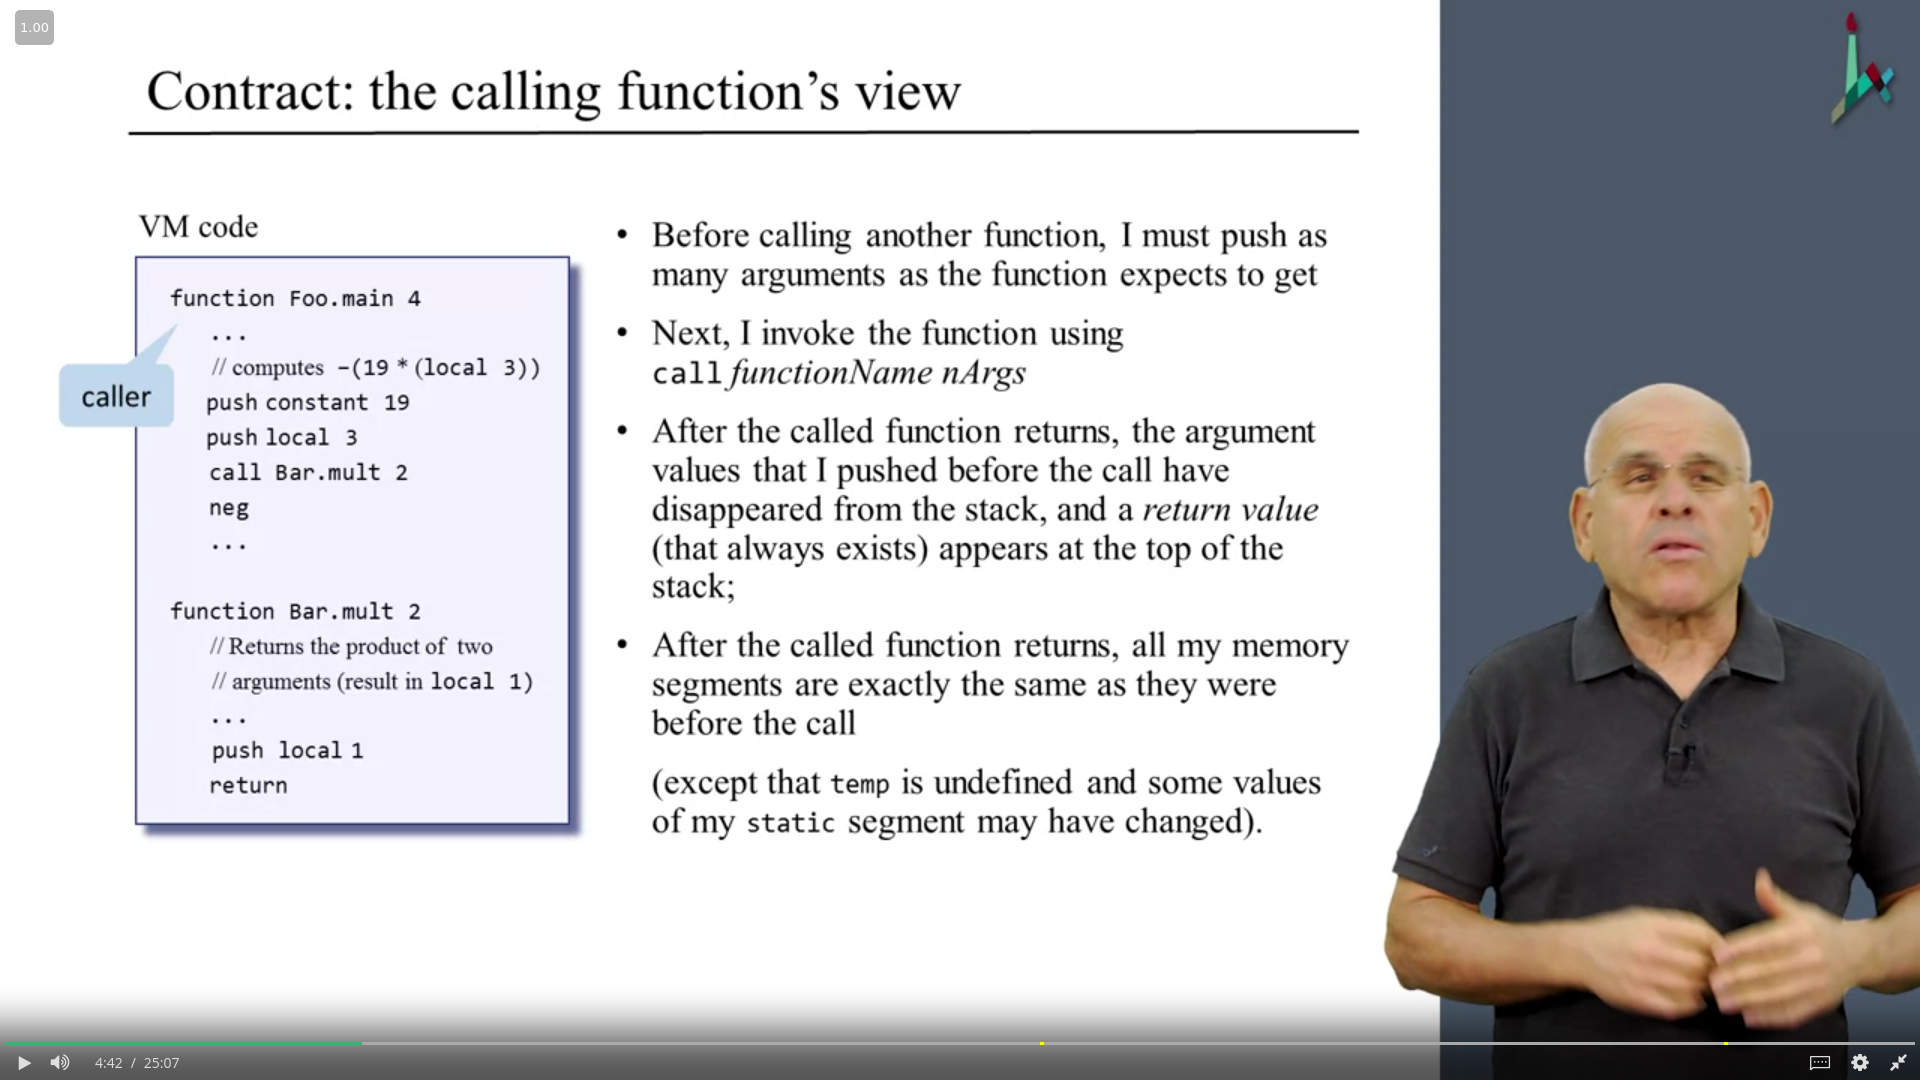 1.00
Contract: the calling function’s view
VM code
function Foo.main 4
...
// computes -(19 * (local 3))
push constant 19
push local 3
call Bar.mult 2
neg
...
function Bar.mult 2
// Returns the product of two
// arguments (result in local 1)
...
push local 1
return
caller
• Before calling another function, I must push as
many arguments as the function expects to get
• Next, I invoke the function using
call functionName nArgs
• After the called function returns, the argument
values that I pushed before the call have
disappeared from the stack, and a return value
(that always exists) appears at the top of the
stack;
• After the called function returns, all my memory
segments are exactly the same as they were
before the call
(except that temp is undefined and some values
of my static segment may have changed).
4:42 / 25:07